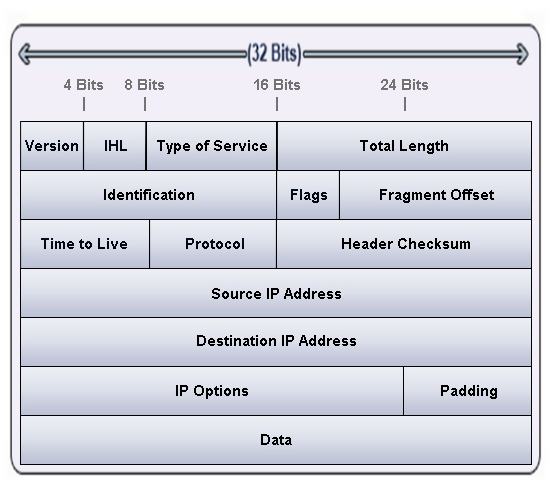 (32 Bits)
4 Bits 8 Bits 16 Bits 24 Bits
Version IHL Type of Service Total Length
Identification Flags Fragment Offset
Time to Live Protocol Header Checksum
Source IP Address
Destination IP Address
IP Options Padding
Data